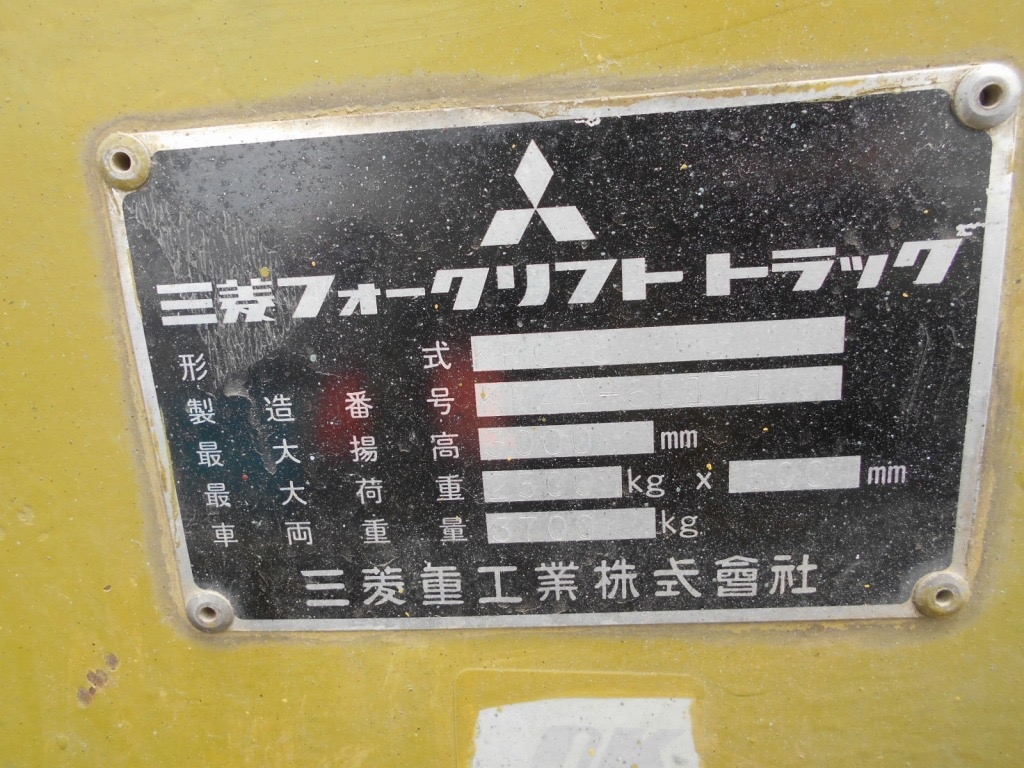 三菱フォークリフト トラック
形式
製造番号
最大揚高 mm
最大荷重 kg x mm
車両重量 kg
三菱重工業株式會社